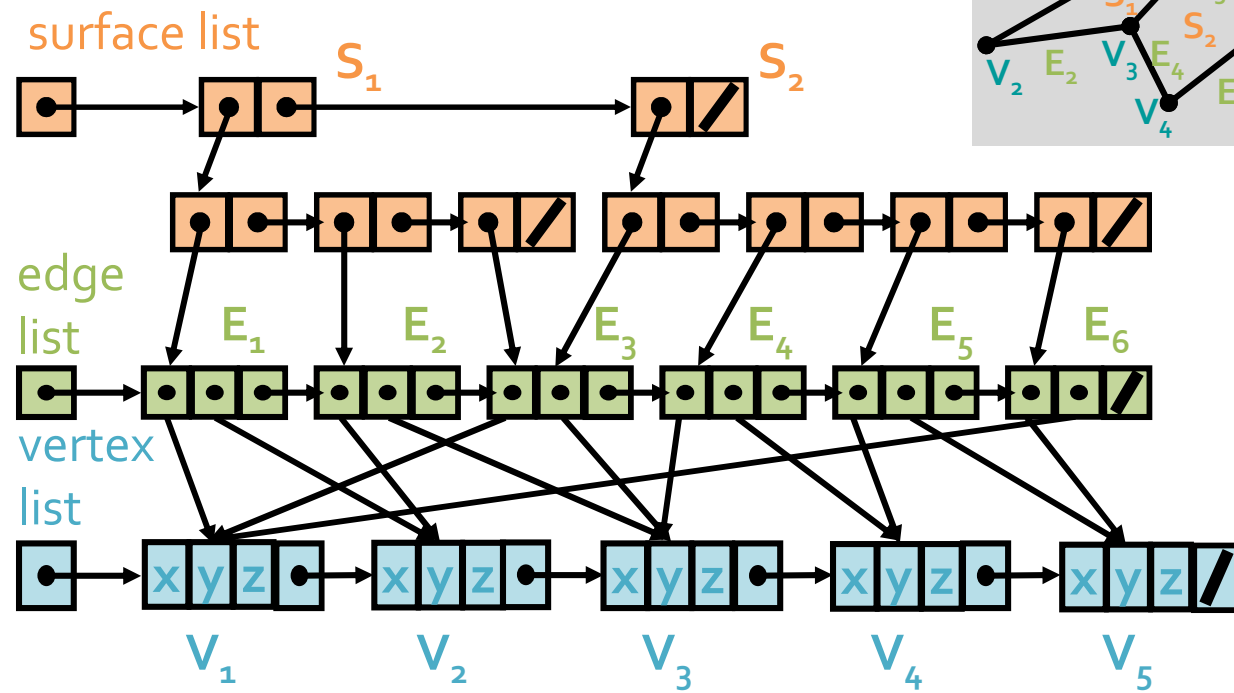 surface list
S₁
S₂
S₁
S₂
V₂
E₂
V₃
E₄
V₄
E
edge
list
E₁
E₂
E₃
E₄
E₅
E₆
vertex
list
x y z
x y z
x y z
x y z
x y z
V₁
V₂
V₃
V₄
V₅